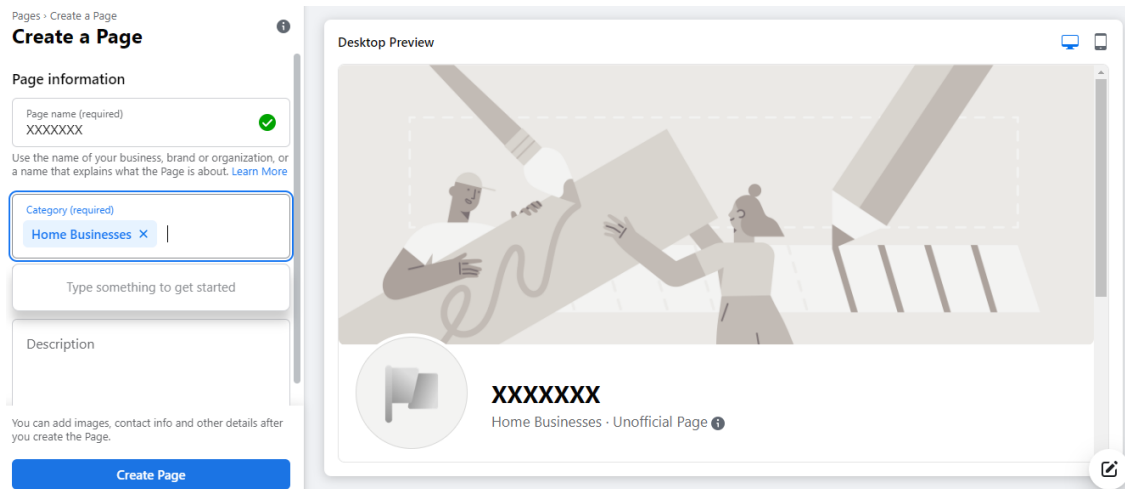 Pages › Create a Page
Create a Page
Page information
Page name (required)
XXXXXXX
Use the name of your business, brand or organization, or
a name that explains what the Page is about. Learn More
Category (required)
Home Businesses ×
Type something to get started
Description
You can add images, contact info and other details after
you create the Page.
Create Page
Desktop Preview
XXXXXXX
Home Businesses · Unofficial Page